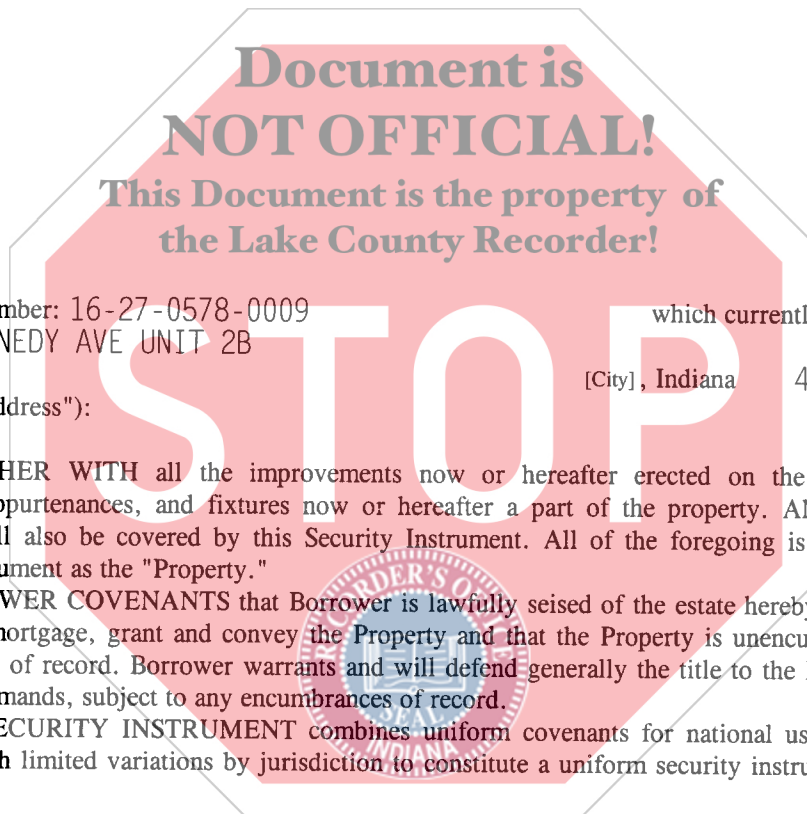 Document is
NOT OFFICIAL!
This Document is the property of
the Lake County Recorder!
mber: 16-27-0578-0009 which currentl
NEDY AVE UNIT 2B
[City] , Indiana 4
ddress"):
STOP
HER WITH all the improvements now or hereafter erected on the
ppurtenances, and fixtures now or hereafter a part of the property. Al
ll also be covered by this Security Instrument. All of the foregoing is
ument as the "Property."
WER COVENANTS that Borrower is lawfully seised of the estate hereby
nortgage, grant and convey the Property and that the Property is unencu
of record. Borrower warrants and will defend generally the title to the
mands, subject to any encumbrances of record.
ECURITY INSTRUMENT combines uniform covenants for national us
h limited variations by jurisdiction to constitute a uniform security instru
RECORDER'S OFFICE
SEAL
INDIANA